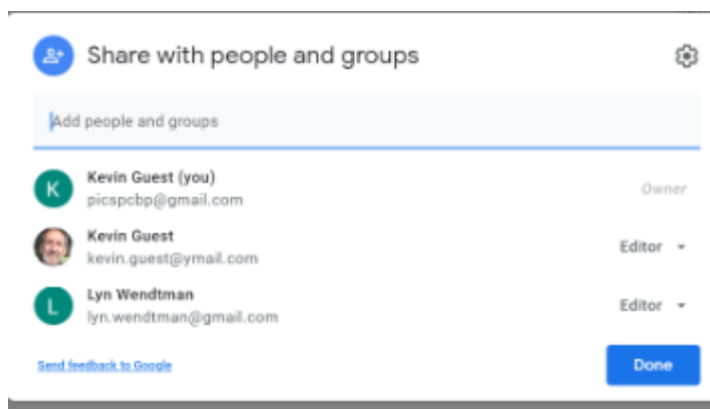 Share with people and groups
Add people and groups
K
Kevin Guest (you)
picspcbp@gmail.com
Owner
Kevin Guest
kevin.guest@ymail.com
Editor
L
Lyn Wendtman
lyn.wendtman@gmail.com
Editor
Send feedback to Google
Done